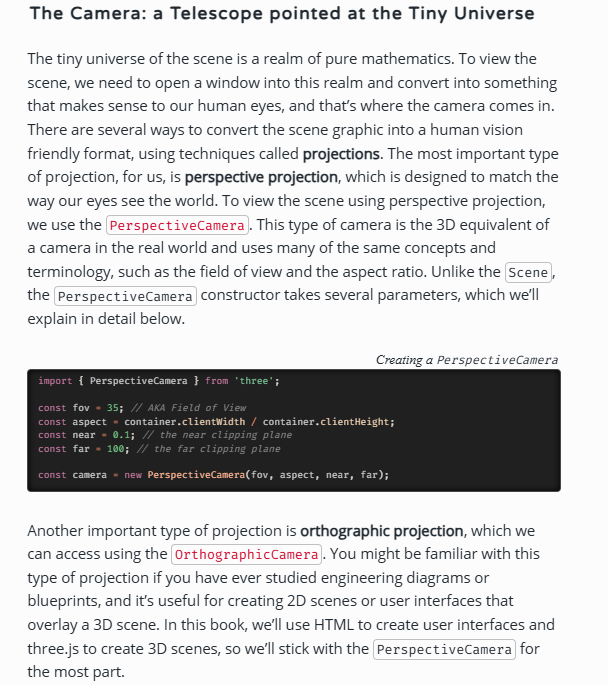 The Camera: a Telescope pointed at the Tiny Universe
The tiny universe of the scene is a realm of pure mathematics. To view the
scene, we need to open a window into this realm and convert into something
that makes sense to our human eyes, and that's where the camera comes in.
There are several ways to convert the scene graphic into a human vision
friendly format, using techniques called projections. The most important type
of projection, for us, is perspective projection, which is designed to match the
way our eyes see the world. To view the scene using perspective projection,
we use the PerspectiveCamera. This type of camera is the 3D equivalent of
a camera in the real world and uses many of the same concepts and
terminology, such as the field of view and the aspect ratio. Unlike the Scene,
the PerspectiveCamera constructor takes several parameters, which we'll
explain in detail below.
Creating a PerspectiveCamera
import { PerspectiveCamera } from 'three';
const fov = 35; // AKA Field of View
const aspect = container.clientWidth / container.clientHeight;
const near = 0.1; // the near clipping plane
const far = 100; // the far clipping plane
const camera = new PerspectiveCamera(fov, aspect, near, far);
Another important type of projection is orthographic projection, which we
can access using the OrthographicCamera. You might be familiar with this
type of projection if you have ever studied engineering diagrams or
blueprints, and it's useful for creating 2D scenes or user interfaces that
overlay a 3D scene. In this book, we'll use HTML to create user interfaces and
three.js to create 3D scenes, so we'll stick with the PerspectiveCamera for
the most part.